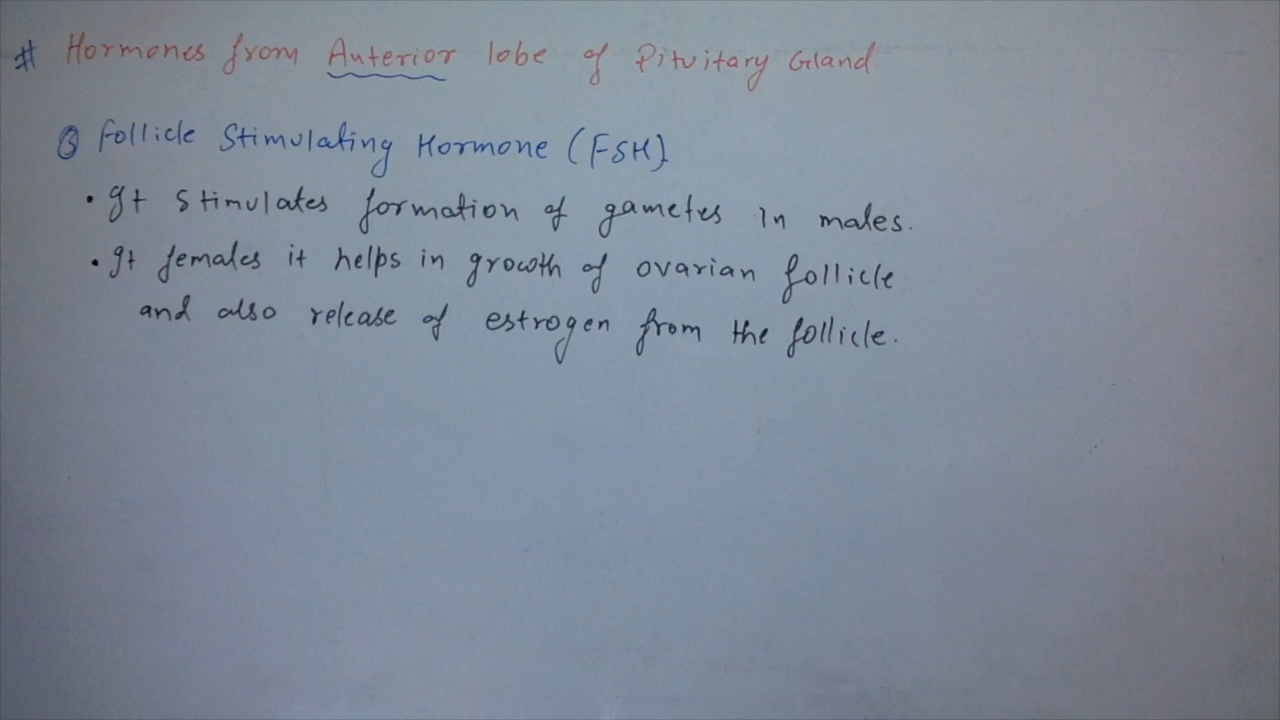 # Hormones from Anterior lobe of Pituitary Gland
③ Follicle Stimulating Hormone (FSH)
• It stimulates formation of gametes in males.
• It females it helps in growth of ovarian follicle
and also release of estrogen from the follicle.